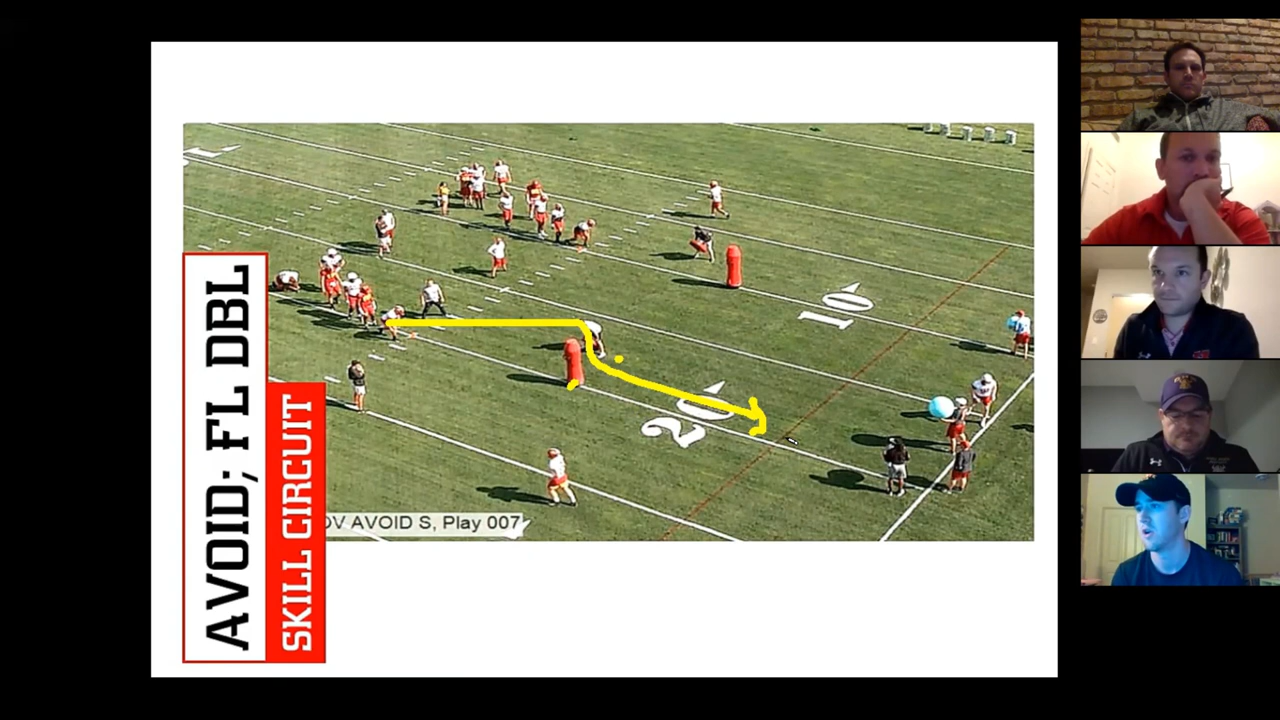 AVOID; FL DBL
SKILL CIRCUIT
OV AVOID S, Play 007
10
20